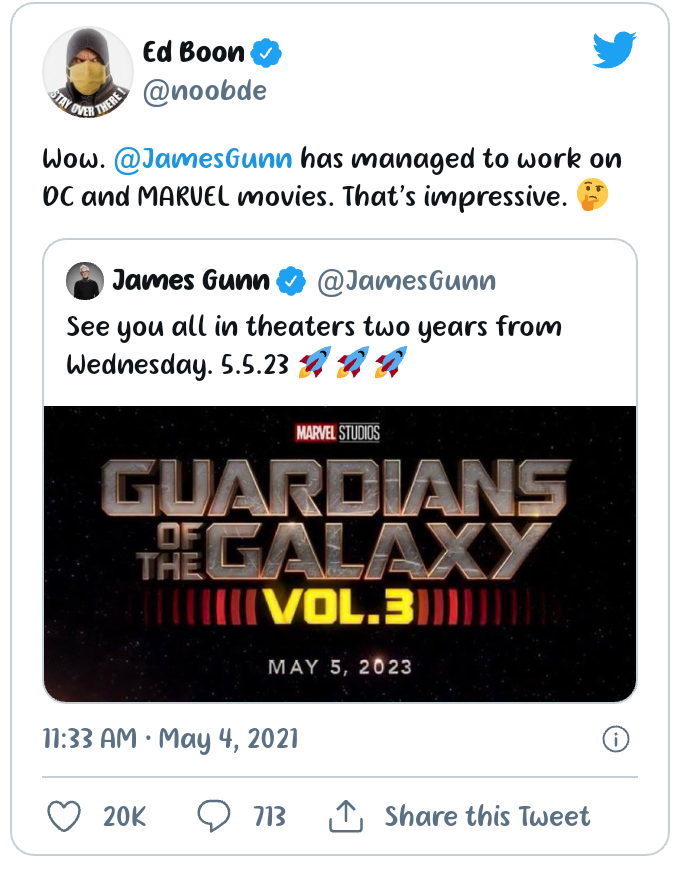 Ed Boon
@noobde
STAY OVER THERE!
Wow. @JamesGunn has managed to work on
DC and MARVEL movies. That's impressive. 🤔
James Gunn @JamesGunn
See you all in theaters two years from
Wednesday. 5.5.23 🚀🚀🚀
MARVEL STUDIOS
GUARDIANS
OF THE GALAXY
VOL.3
MAY 5, 2023
11:33 AM · May 4, 2021
20K 713 Share this Tweet